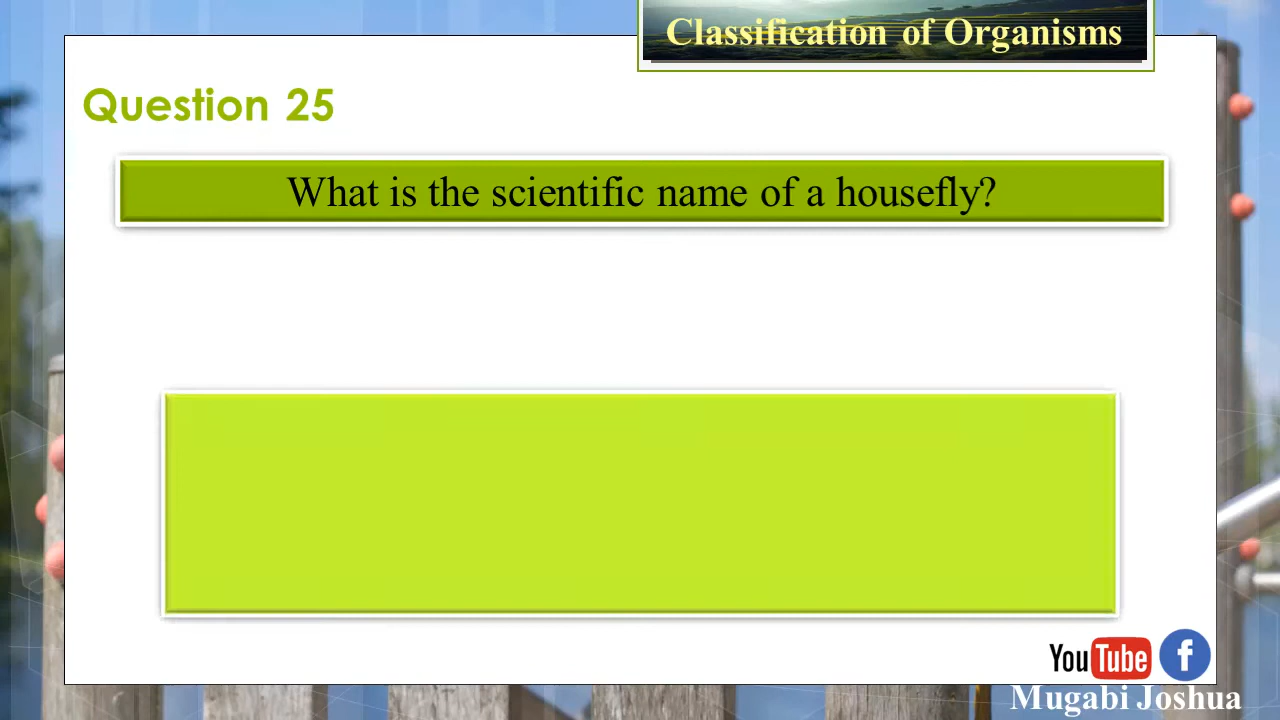 Classification of Organisms
Question 25
What is the scientific name of a housefly?
YouTube f
Mugabi Joshua